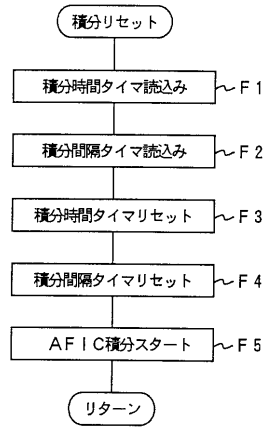 積分リセット
積分時間タイマ読込み F1
積分間隔タイマ読込み F2
積分時間タイマリセット F3
積分間隔タイマリセット F4
AFIC積分スタート F5
リターン